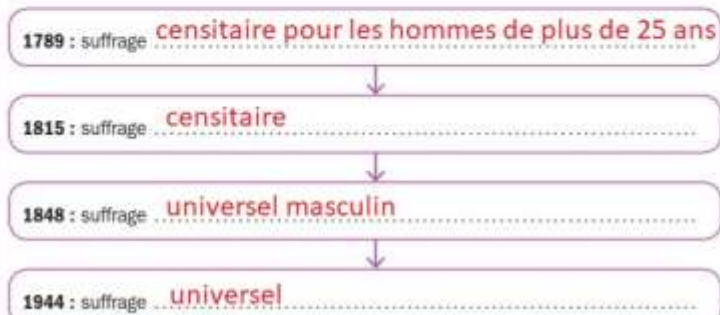 1789 : suffrage censitaire pour les hommes de plus de 25 ans
1815 : suffrage censitaire
1848 : suffrage universel masculin
1944 : suffrage universel